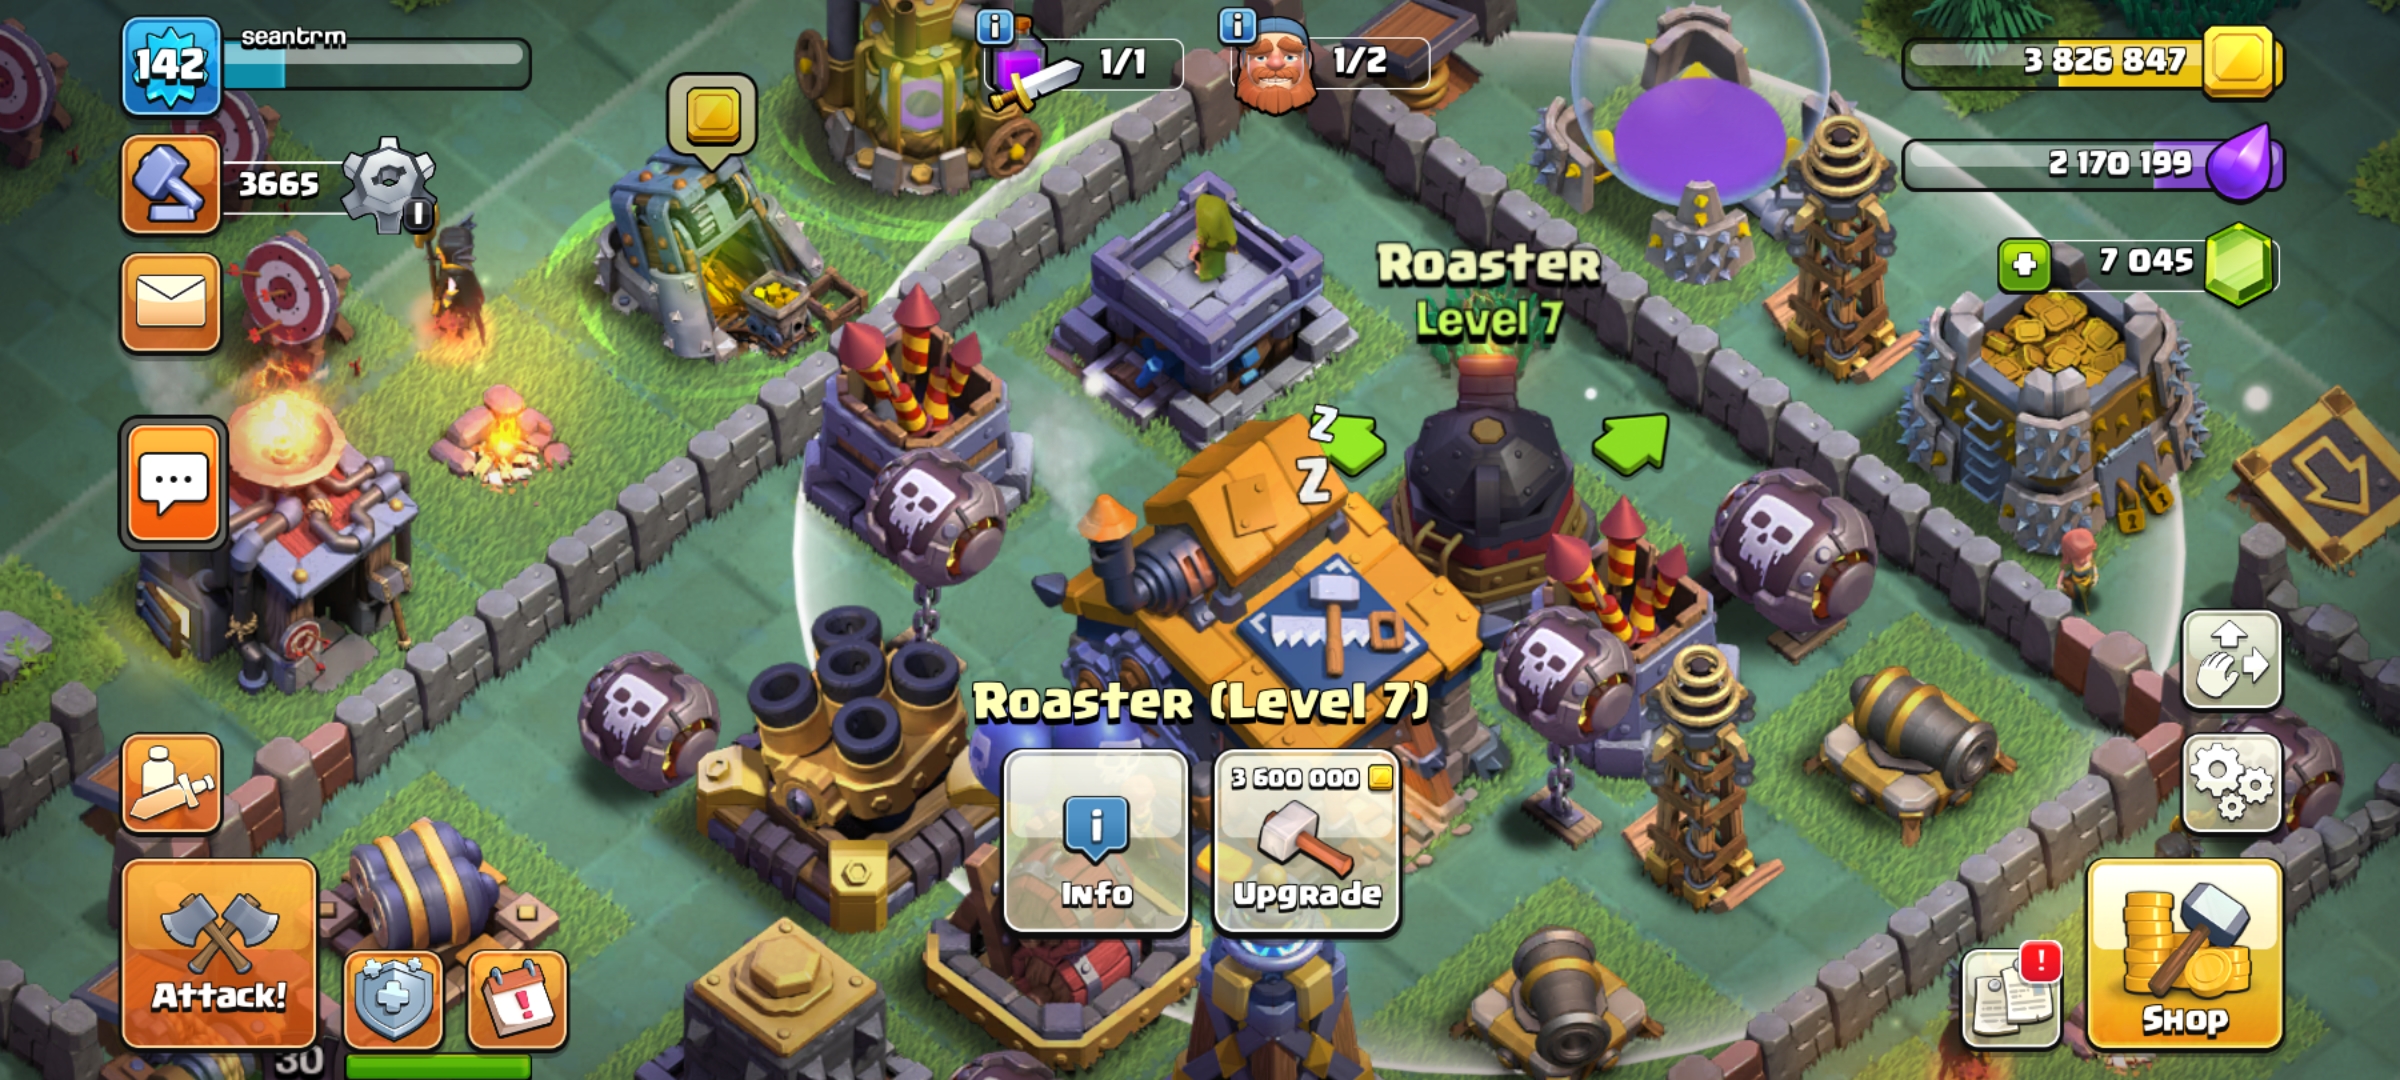 142
seantrm
1/1
1/2
3 826 847
3665
I
2 170 199
7 045
Roaster
Level 7
Z
Z
Roaster (Level 7)
3 600 000
Info
Upgrade
Attack!
30
!
Shop